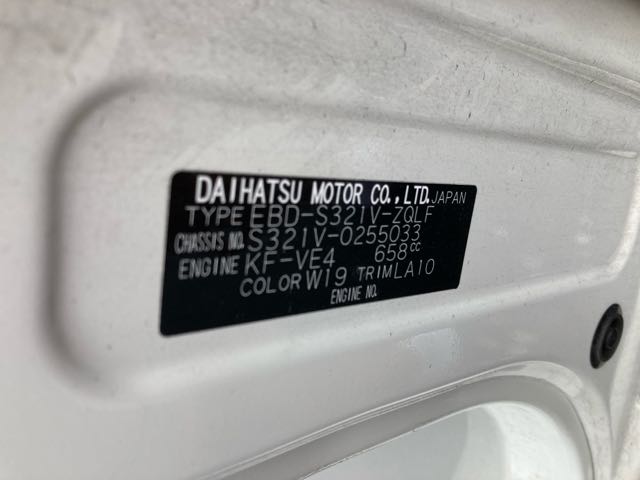 DAIHATSU MOTOR CO.,LTD. JAPAN
TYPE EBD-S321V-ZQLF
CHASSIS NO. S321V-0255033
ENGINE KF-VE4 658cc
COLOR W19 TRIM LA10
ENGINE NO.